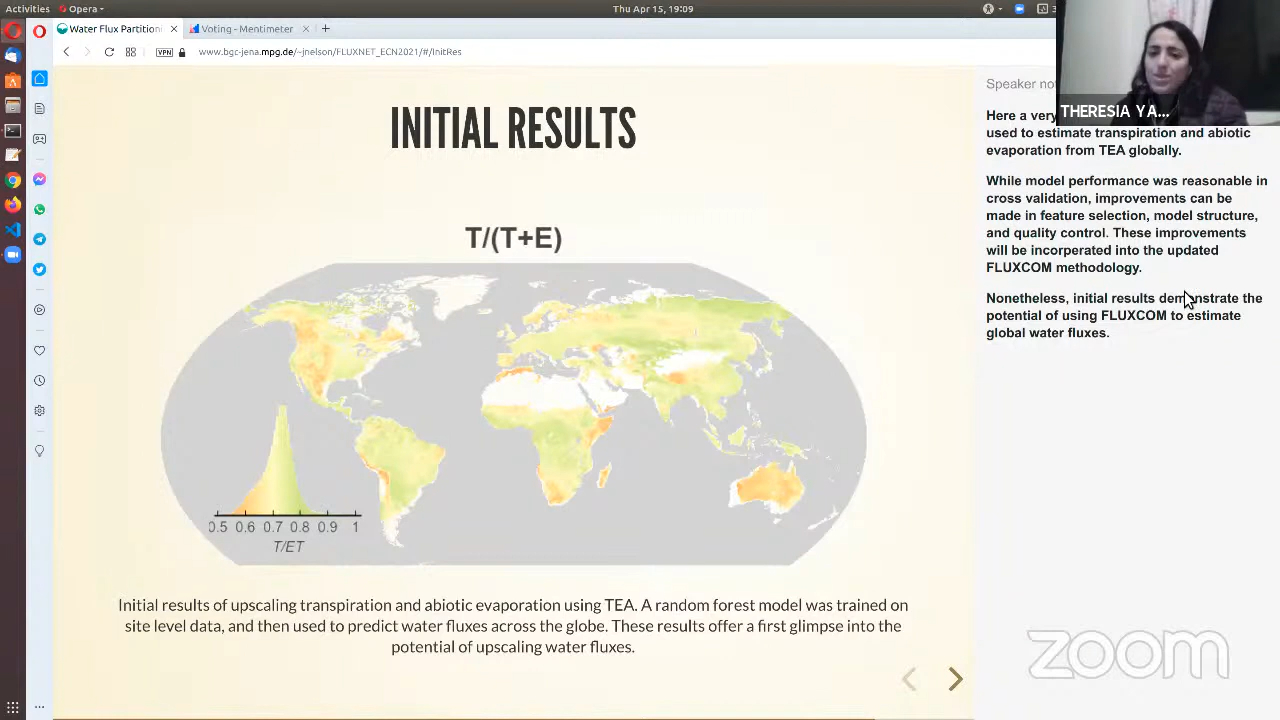 Activities
Opera
Thu Apr 15, 19:09
Water Flux Partition
Voting - Mentimeter
VPN
www.bgc-jena.mpg.de/~jnelson/FLUXNET_ECN2021/#/InitRes
THERESIA YA...
INITIAL RESULTS
T/(T+E)
0.5 0.6 0.7 0.8 0.9 1
T/ET
Initial results of upscaling transpiration and abiotic evaporation using TEA. A random forest model was trained on
site level data, and then used to predict water fluxes across the globe. These results offer a first glimpse into the
potential of upscaling water fluxes.
Speaker
Here a very
used to estimate transpiration and abiotic
evaporation from TEA globally.
While model performance was reasonable in
cross validation, improvements can be
made in feature selection, model structure,
and quality control. These improvements
will be incorporated into the updated
FLUXCOM methodology.
Nonetheless, initial results demonstrate the
potential of using FLUXCOM to estimate
global water fluxes.
zoom